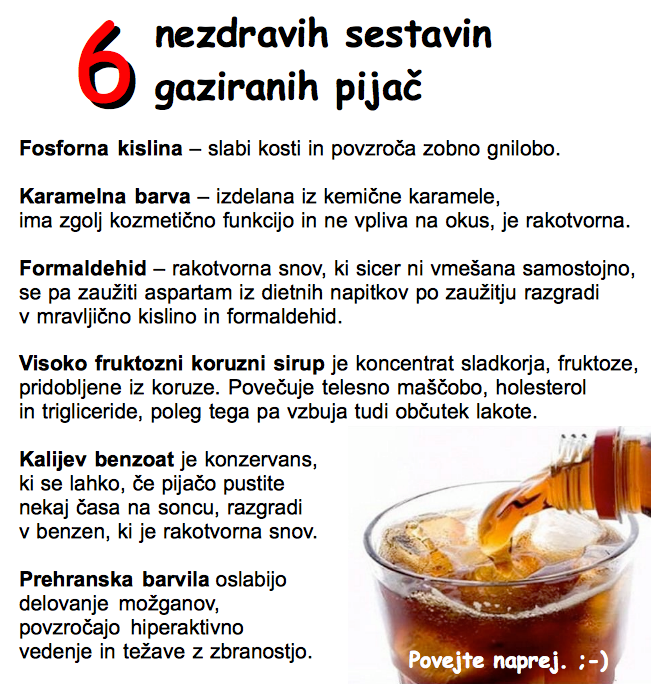 6 nezdravih sestavin
gaziranih pijač
Fosforna kislina – slabi kosti in povzroča zobno gnilobo.
Karamelna barva – izdelana iz kemične karamele,
ima zgolj kozmetično funkcijo in ne vpliva na okus, je rakotvorna.
Formaldehid – rakotvorna snov, ki sicer ni vmešana samostojno,
se pa zaužiti aspartam iz dietnih napitkov po zaužitju razgradi
v mravljično kislino in formaldehid.
Visoko fruktozni koruzni sirup je koncentrat sladkorja, fruktoze,
pridobljene iz koruze. Povečuje telesno maščobo, holesterol
in trigliceride, poleg tega pa vzbuja tudi občutek lakote.
Kalijev benzoat je konzervans,
ki se lahko, če pijačo pustite
nekaj časa na soncu, razgradi
v benzen, ki je rakotvorna snov.
Prehranska barvila oslabijo
delovanje možganov,
povzročajo hiperaktivno
vedenje in težave z zbranostjo.
Povejte naprej. ;-)